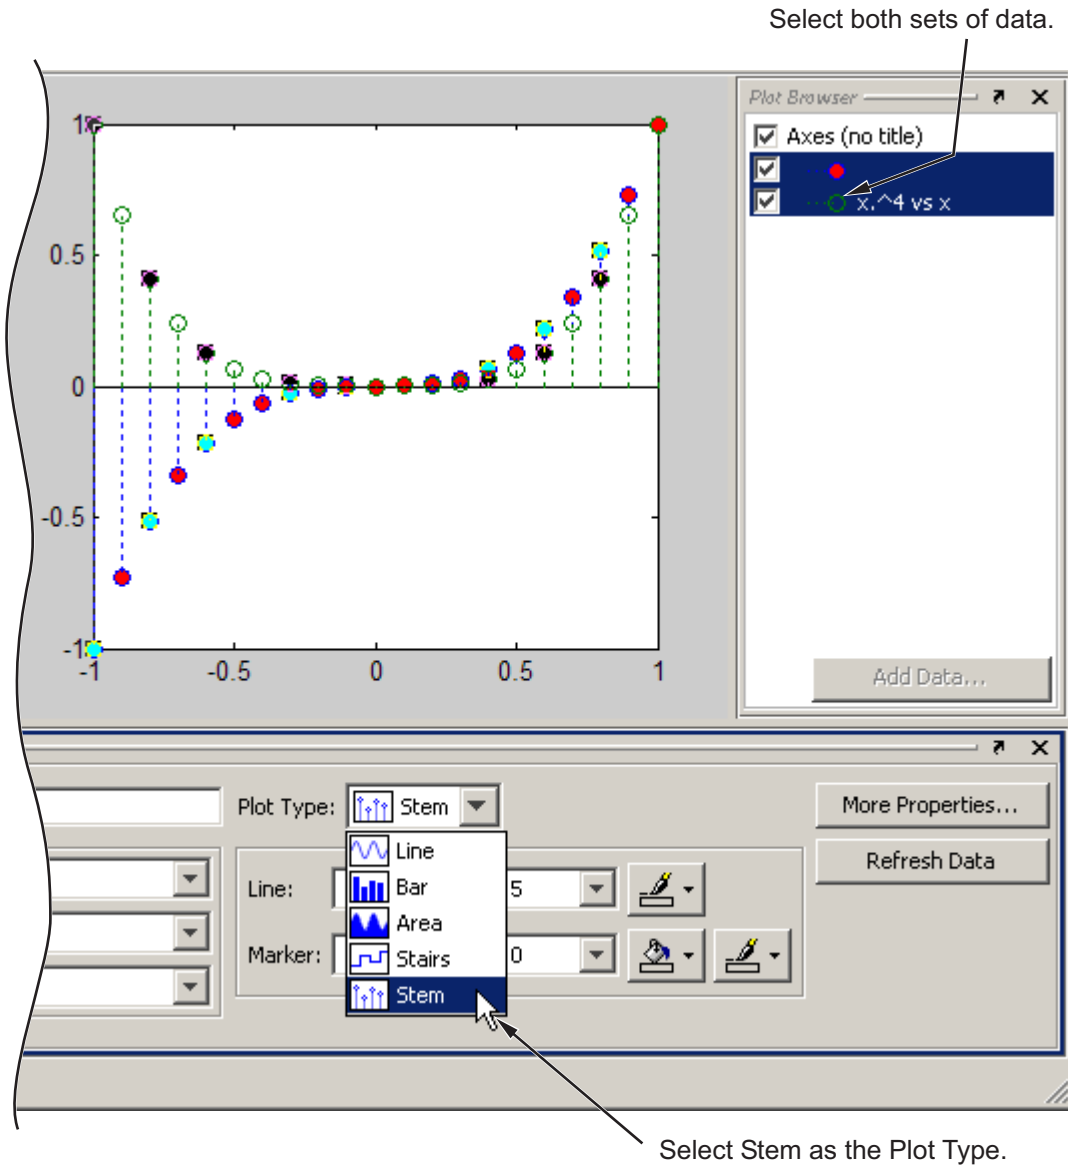 Select both sets of data.
Plot Browser
Axes (no title)
x.^4 vs x
Add Data...
1
0.5
0
-0.5
-1
-1
-0.5
0
0.5
1
Plot Type:
Stem
More Properties...
Refresh Data
Line
Bar
Area
Stairs
Stem
Line:
5
Marker:
0
Select Stem as the Plot Type.